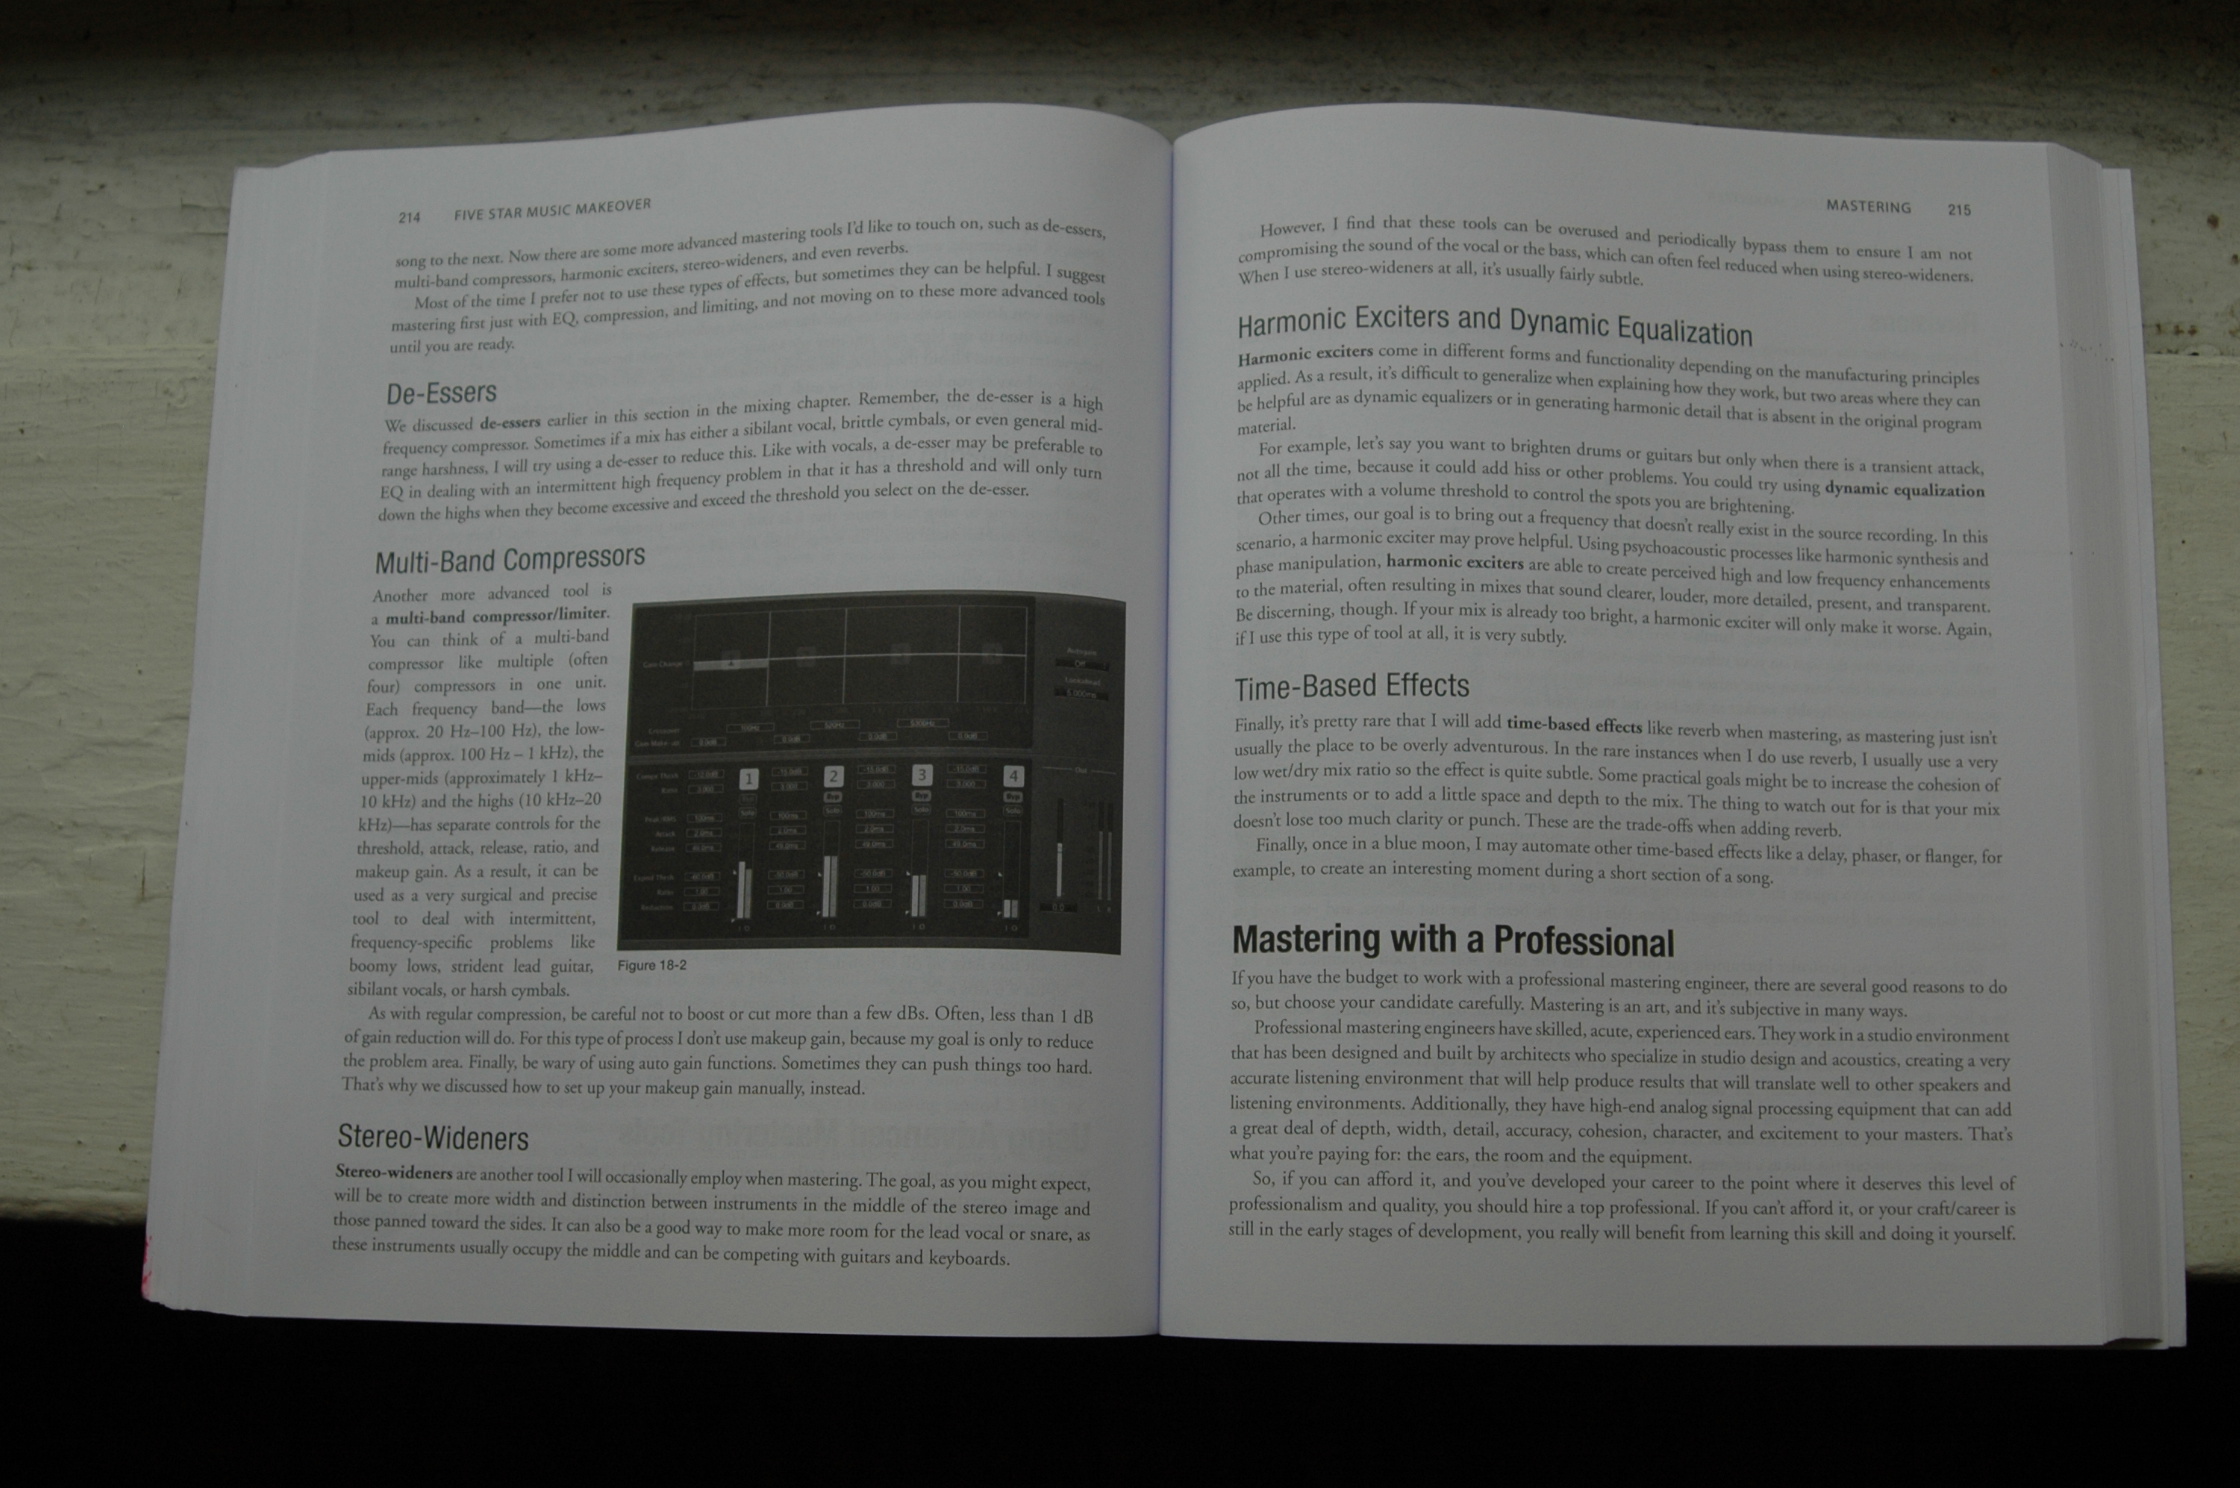 214 FIVE STAR MUSIC MAKEOVER
song to the next. Now there are some more advanced mastering tools I'd like to touch on, such as de-essers,
multi-band compressors, harmonic exciters, stereo-wideners, and even reverbs.
Most of the time I prefer not to use these types of effects, but sometimes they can be helpful. I suggest
mastering first just with EQ, compression, and limiting, and not moving on to these more advanced tools
until you are ready.
De-Essers
We discussed de-essers earlier in this section in the mixing chapter. Remember, the de-esser is a high
frequency compressor. Sometimes if a mix has either a sibilant vocal, brittle cymbals, or even general mid-
range harshness, I will try using a de-esser to reduce this. Like with vocals, a de-esser may be preferable to
EQ in dealing with an intermittent high frequency problem in that it has a threshold and will only turn
down the highs when they become excessive and exceed the threshold you select on the de-esser.
Multi-Band Compressors
Another more advanced tool is
a multi-band compressor/limiter.
You can think of a multi-band
compressor like multiple (often
four) compressors in one unit.
Each frequency band—the lows
(approx. 20 Hz–100 Hz), the low-
mids (approx. 100 Hz – 1 kHz), the
upper-mids (approximately 1 kHz–
10 kHz) and the highs (10 kHz–20
kHz)—has separate controls for the
threshold, attack, release, ratio, and
makeup gain. As a result, it can be
used as a very surgical and precise
tool to deal with intermittent,
frequency-specific problems like
boomy lows, strident lead guitar,
sibilant vocals, or harsh cymbals.
Gain Change
1 2 3 4
Figure 18-2
As with regular compression, be careful not to boost or cut more than a few dBs. Often, less than 1 dB
of gain reduction will do. For this type of process I don't use makeup gain, because my goal is only to reduce
the problem area. Finally, be wary of using auto gain functions. Sometimes they can push things too hard.
That's why we discussed how to set up your makeup gain manually, instead.
Stereo-Wideners
Stereo-wideners are another tool I will occasionally employ when mastering. The goal, as you might expect,
will be to create more width and distinction between instruments in the middle of the stereo image and
those panned toward the sides. It can also be a good way to make more room for the lead vocal or snare, as
these instruments usually occupy the middle and can be competing with guitars and keyboards.
MASTERING 215
However, I find that these tools can be overused and periodically bypass them to ensure I am not
compromising the sound of the vocal or the bass, which can often feel reduced when using stereo-wideners.
When I use stereo-wideners at all, it's usually fairly subtle.
Harmonic Exciters and Dynamic Equalization
Harmonic exciters come in different forms and functionality depending on the manufacturing principles
applied. As a result, it's difficult to generalize when explaining how they work, but two areas where they can
be helpful are as dynamic equalizers or in generating harmonic detail that is absent in the original program
material.
For example, let's say you want to brighten drums or guitars but only when there is a transient attack,
not all the time, because it could add hiss or other problems. You could try using dynamic equalization
that operates with a volume threshold to control the spots you are brightening.
Other times, our goal is to bring out a frequency that doesn't really exist in the source recording. In this
scenario, a harmonic exciter may prove helpful. Using psychoacoustic processes like harmonic synthesis and
phase manipulation, harmonic exciters are able to create perceived high and low frequency enhancements
to the material, often resulting in mixes that sound clearer, louder, more detailed, present, and transparent.
Be discerning, though. If your mix is already too bright, a harmonic exciter will only make it worse. Again,
if I use this type of tool at all, it is very subtly.
Time-Based Effects
Finally, it's pretty rare that I will add time-based effects like reverb when mastering, as mastering just isn't
usually the place to be overly adventurous. In the rare instances when I do use reverb, I usually use a very
low wet/dry mix ratio so the effect is quite subtle. Some practical goals might be to increase the cohesion of
the instruments or to add a little space and depth to the mix. The thing to watch out for is that your mix
doesn't lose too much clarity or punch. These are the trade-offs when adding reverb.
Finally, once in a blue moon, I may automate other time-based effects like a delay, phaser, or flanger, for
example, to create an interesting moment during a short section of a song.
Mastering with a Professional
If you have the budget to work with a professional mastering engineer, there are several good reasons to do
so, but choose your candidate carefully. Mastering is an art, and it's subjective in many ways.
Professional mastering engineers have skilled, acute, experienced ears. They work in a studio environment
that has been designed and built by architects who specialize in studio design and acoustics, creating a very
accurate listening environment that will help produce results that will translate well to other speakers and
listening environments. Additionally, they have high-end analog signal processing equipment that can add
a great deal of depth, width, detail, accuracy, cohesion, character, and excitement to your masters. That's
what you're paying for: the ears, the room and the equipment.
So, if you can afford it, and you've developed your career to the point where it deserves this level of
professionalism and quality, you should hire a top professional. If you can't afford it, or your craft/career is
still in the early stages of development, you really will benefit from learning this skill and doing it yourself.